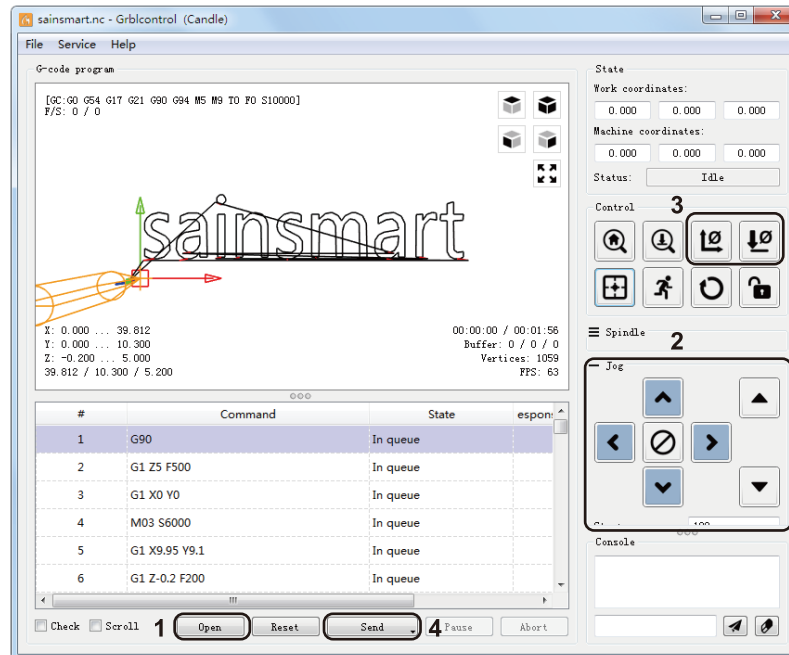 sainsmart.nc - Grblcontrol (Candle)
File Service Help
G-code program
[GC:G0 G54 G17 G21 G90 G94 M5 M9 T0 F0 S10000]
F/S: 0 / 0
sainsmart
X: 0.000 ... 39.812
Y: 0.000 ... 10.300
Z: -0.200 ... 5.000
39.812 / 10.300 / 5.200
00:00:00 / 00:01:56
Buffer: 0 / 0 / 0
Vertices: 1059
FPS: 63
# Command State espons
1 G90 In queue
2 G1 Z5 F500 In queue
3 G1 X0 Y0 In queue
4 M03 S6000 In queue
5 G1 X9.95 Y9.1 In queue
6 G1 Z-0.2 F200 In queue
Check Scroll 1 Open Reset Send 4 Pause Abort
State
Work coordinates:
0.000 0.000 0.000
Machine coordinates:
0.000 0.000 0.000
Status: Idle
Control 3
Spindle
2
Jog
100
Console